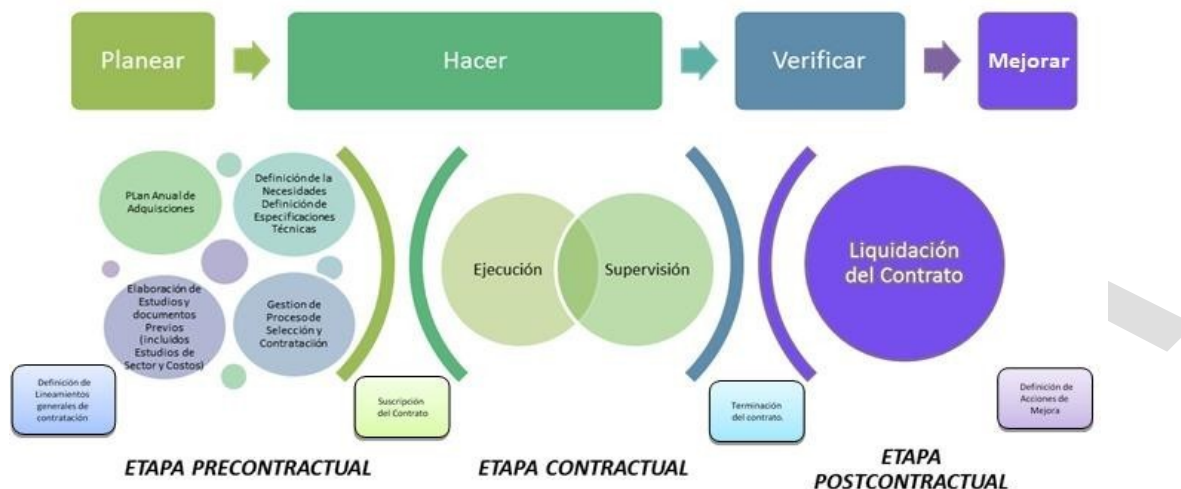 Planear
Hacer
Verificar
Mejorar
PLan Anual de
Adquisciones
Definición de la
Necesidades
Definición de
Especificaciones
Técnicas
Elaboración de
Estudios y
documentos
Previos
(incluidos
Estudios de
Sector y Costos)
Gestion de
Proceso de
Selección y
Contratación
Ejecución
Supervisión
Liquidación
del Contrato
Definición de
Lineamientos
generales de
contratación
Suscripción
del Contrato
Terminación
del contrato.
Definición de
Acciones de
Mejora
ETAPA PRECONTRACTUAL
ETAPA CONTRACTUAL
ETAPA
POSTCONTRACTUAL